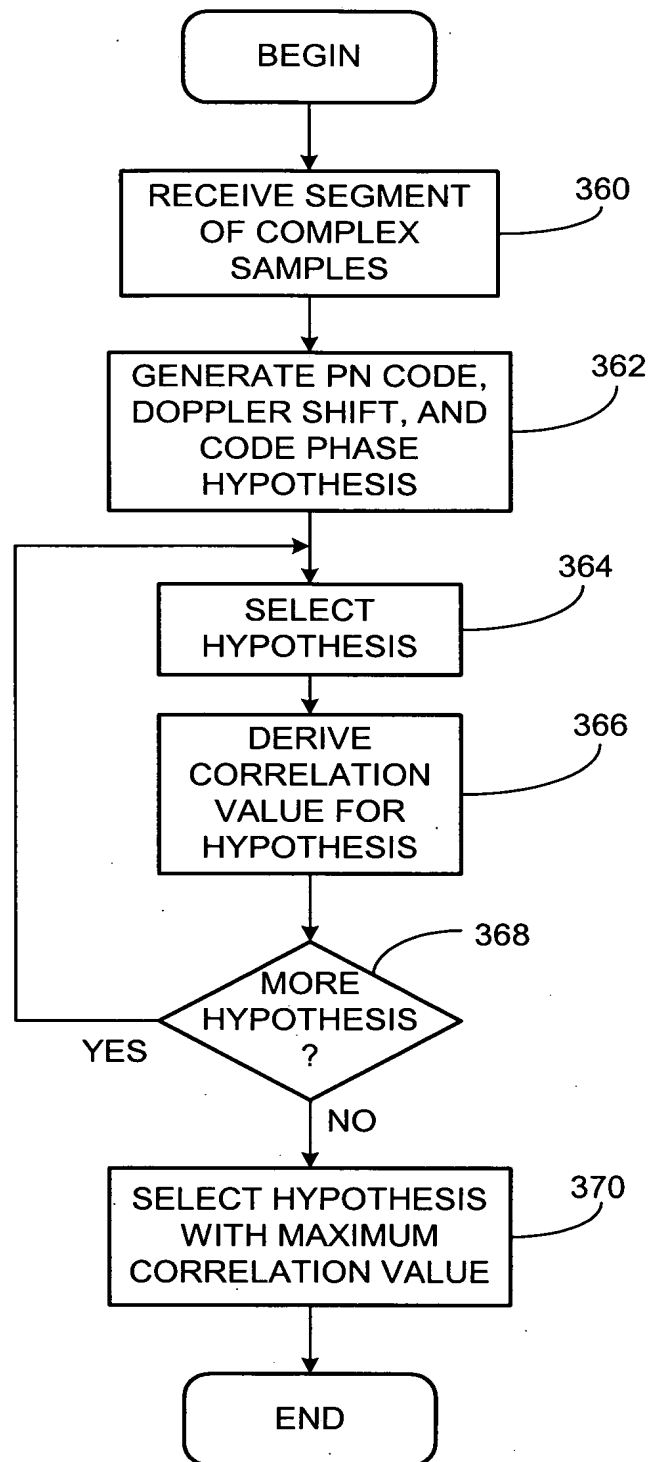 BEGIN
RECEIVE SEGMENT
OF COMPLEX
SAMPLES
360
GENERATE PN CODE,
DOPPLER SHIFT, AND
CODE PHASE
HYPOTHESIS
362
SELECT
HYPOTHESIS
364
DERIVE
CORRELATION
VALUE FOR
HYPOTHESIS
366
MORE
HYPOTHESIS
?
368
YES
NO
SELECT HYPOTHESIS
WITH MAXIMUM
CORRELATION VALUE
370
END